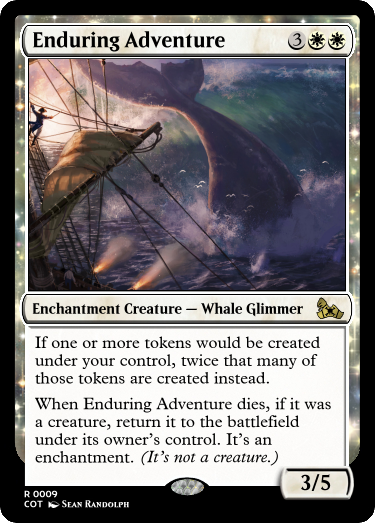 Enduring Adventure 3
Enchantment Creature — Whale Glimmer
If one or more tokens would be created
under your control, twice that many of
those tokens are created instead.
When Enduring Adventure dies, if it was
a creature, return it to the battlefield
under its owner's control. It's an
enchantment. (It's not a creature.)
3/5
R 0009
COT Sean Randolph